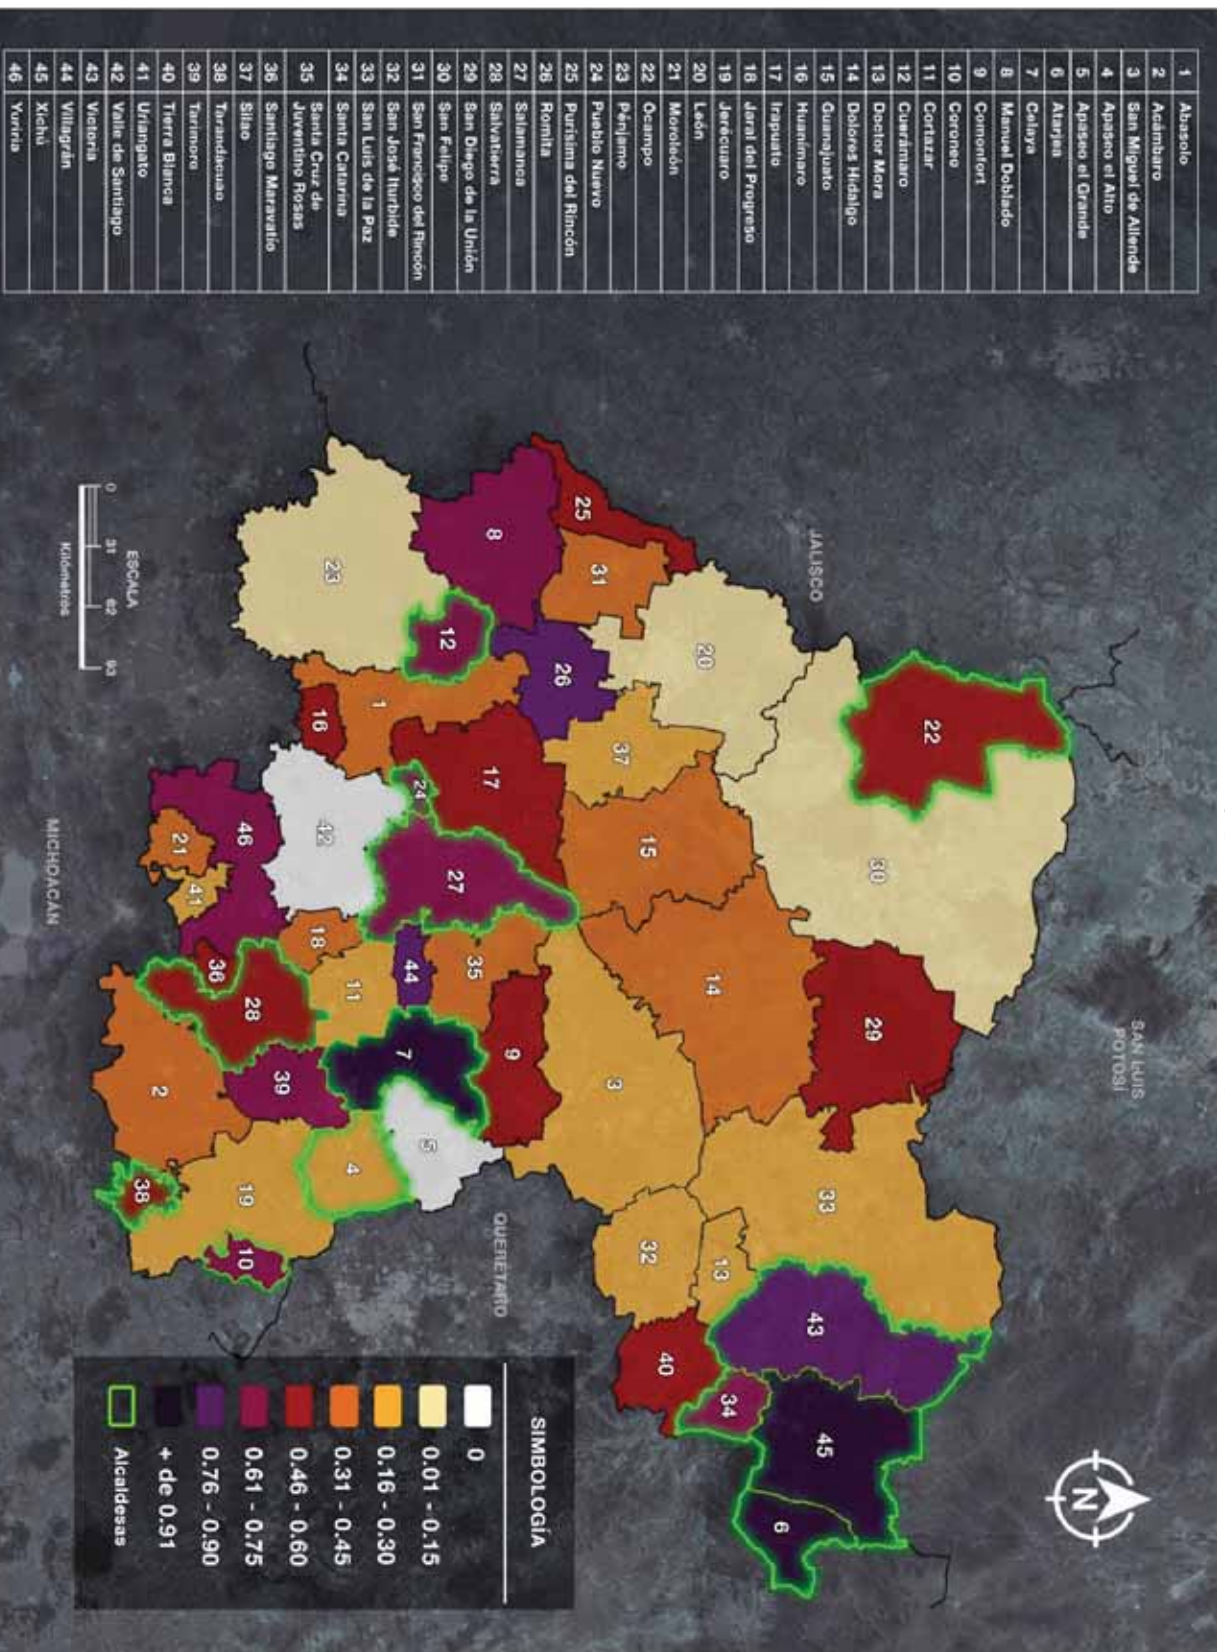 1 Abasolo
2 Acámbaro
3 San Miguel de Allende
4 Apaseo el Alto
5 Apaseo el Grande
6 Atarjea
7 Celaya
8 Manuel Doblado
9 Comonfort
10 Coroneo
11 Cortazar
12 Cuerámaro
13 Doctor Mora
14 Dolores Hidalgo
15 Guanajuato
16 Huanímaro
17 Irapuato
18 Jaral del Progreso
19 Jerécuaro
20 León
21 Moroleón
22 Ocampo
23 Pénjamo
24 Pueblo Nuevo
25 Purísima del Rincón
26 Romita
27 Salamanca
28 Salvatierra
29 San Diego de la Unión
30 San Felipe
31 San Francisco del Rincón
32 San José Iturbide
33 San Luis de la Paz
34 Santa Catarina
35 Santa Cruz de
Juventino Rosas
36 Santiago Maravatío
37 Silao
38 Tarandacuao
39 Tarimoro
40 Tierra Blanca
41 Uriangato
42 Valle de Santiago
43 Victoria
44 Villagrán
45 Xichú
46 Yuriria
N
SAN LUIS
POTOSÍ
22
30
29
33
45
JALISCO
43
6
34
13
14
20
40
15
32
37
3
31
25
26
9
QUERÉTARO
8
17
35
27
12
5
24
44
7
1
11
4
23
42
16
18
39
28
46
19
10
36
41
21
2
38
MICHOACÁN
ESCALA
0 31 62 93
Kilómetros
SIMBOLOGÍA
0
0.01 - 0.15
0.16 - 0.30
0.31 - 0.45
0.46 - 0.60
0.61 - 0.75
0.76 - 0.90
+ de 0.91
Alcaldesas